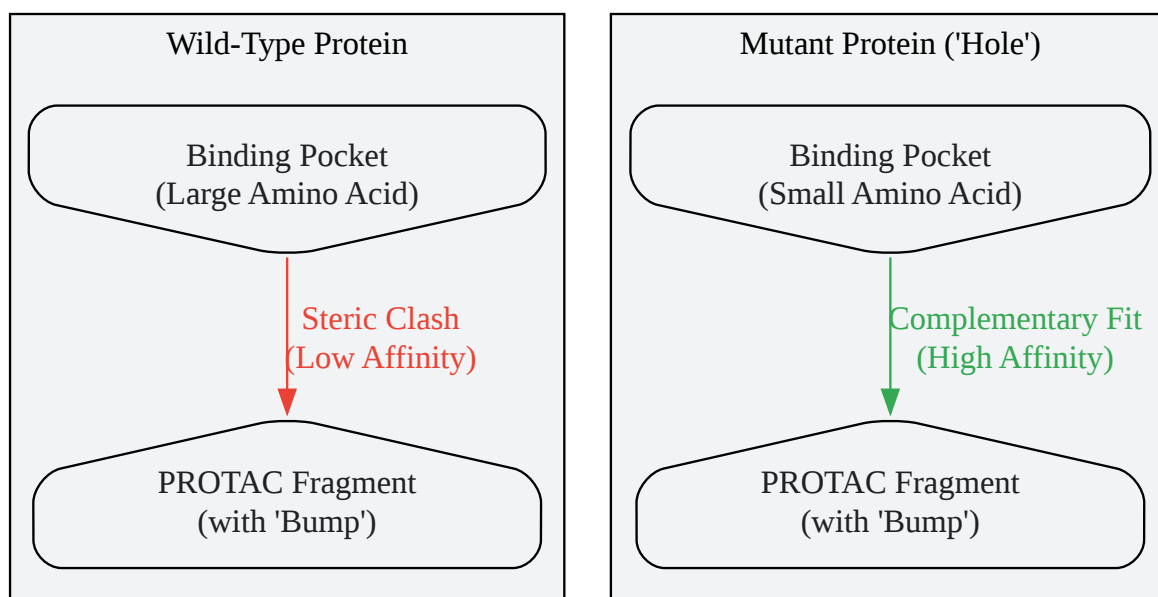 Wild-Type Protein
Binding Pocket
(Large Amino Acid)
Steric Clash
(Low Affinity)
PROTAC Fragment
(with 'Bump')
Mutant Protein ('Hole')
Binding Pocket
(Small Amino Acid)
Complementary Fit
(High Affinity)
PROTAC Fragment
(with 'Bump')